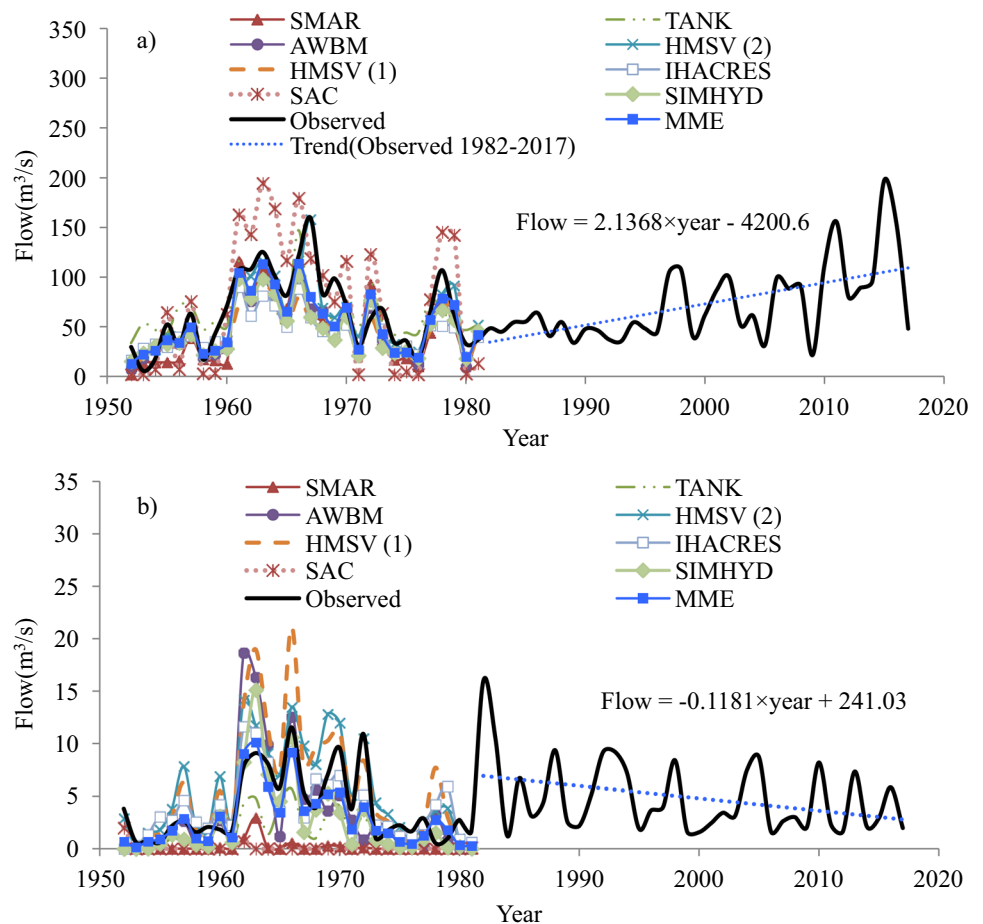 a)
SMAR
TANK
AWBM
HMSV (2)
HMSV (1)
IHACRES
SAC
SIMHYD
Observed
MME
Trend(Observed 1982-2017)
Flow = 2.1368×year - 4200.6
Flow(m³/s)
350
300
250
200
150
100
50
0
1950 1960 1970 1980 1990 2000 2010 2020
Year
b)
SMAR
TANK
AWBM
HMSV (2)
HMSV (1)
IHACRES
SAC
SIMHYD
Observed
MME
Flow = -0.1181×year + 241.03
Flow(m³/s)
35
30
25
20
15
10
5
0
1950 1960 1970 1980 1990 2000 2010 2020
Year